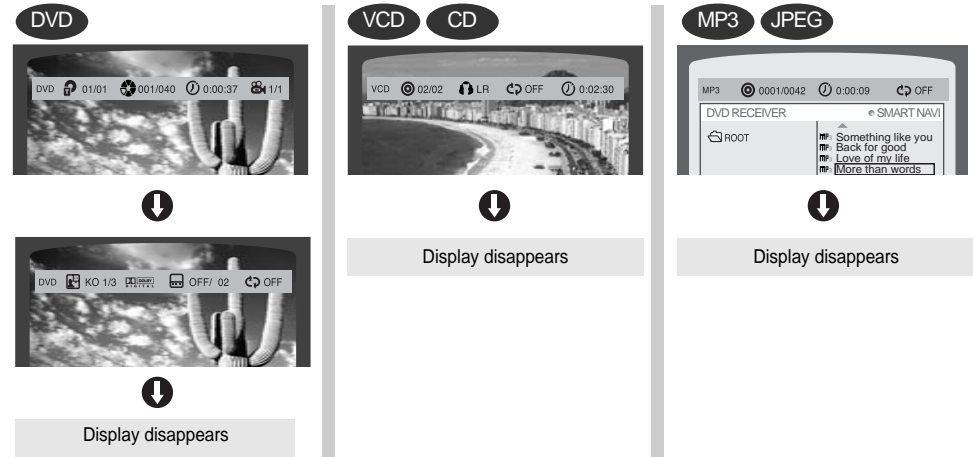 DVD
DVD 01/01 001/040 0:00:37 1/1
DVD KO 1/3 DOLBY DIGITAL OFF/ 02 OFF
Display disappears
VCD CD
VCD 02/02 LR OFF 0:02:30
Display disappears
MP3 JPEG
MP3 0001/0042 0:00:09 OFF
DVD RECEIVER SMART NAVI
ROOT
Something like you
Back for good
Love of my life
More than words
Display disappears